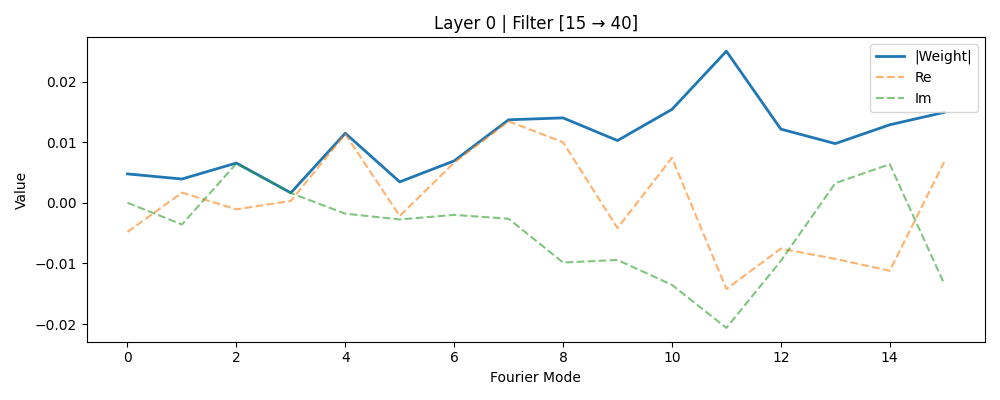 Layer 0 | Filter [15 → 40]
|Weight|
Re
Im
Value
0.02
0.01
0.00
−0.01
−0.02
0 2 4 6 8 10 12 14
Fourier Mode